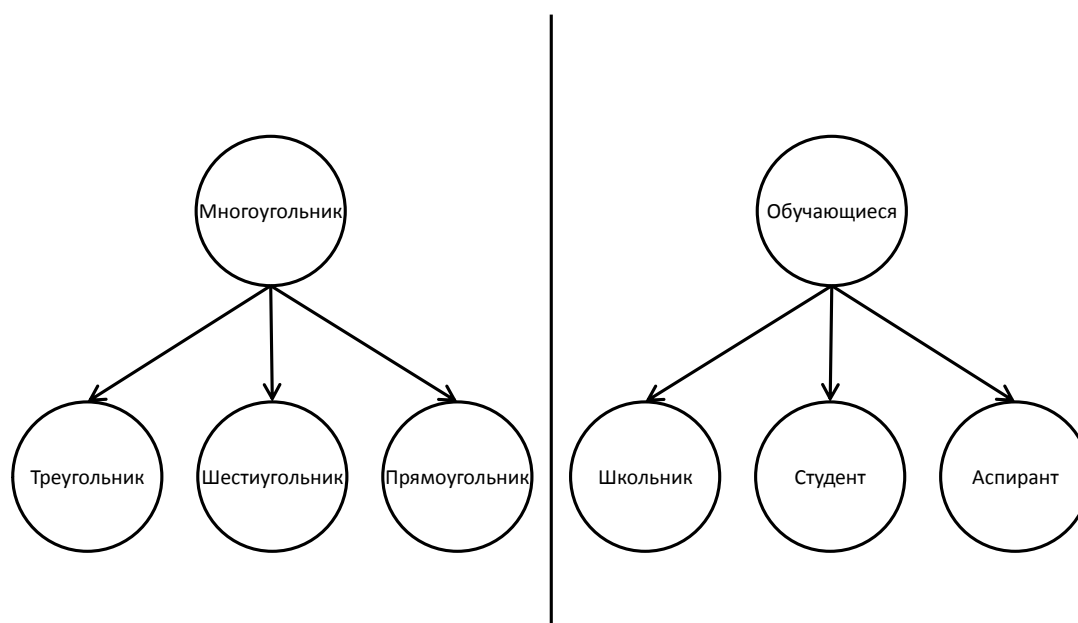 Многоугольник
Обучающиеся
Треугольник
Шестиугольник
Прямоугольник
Школьник
Студент
Аспирант